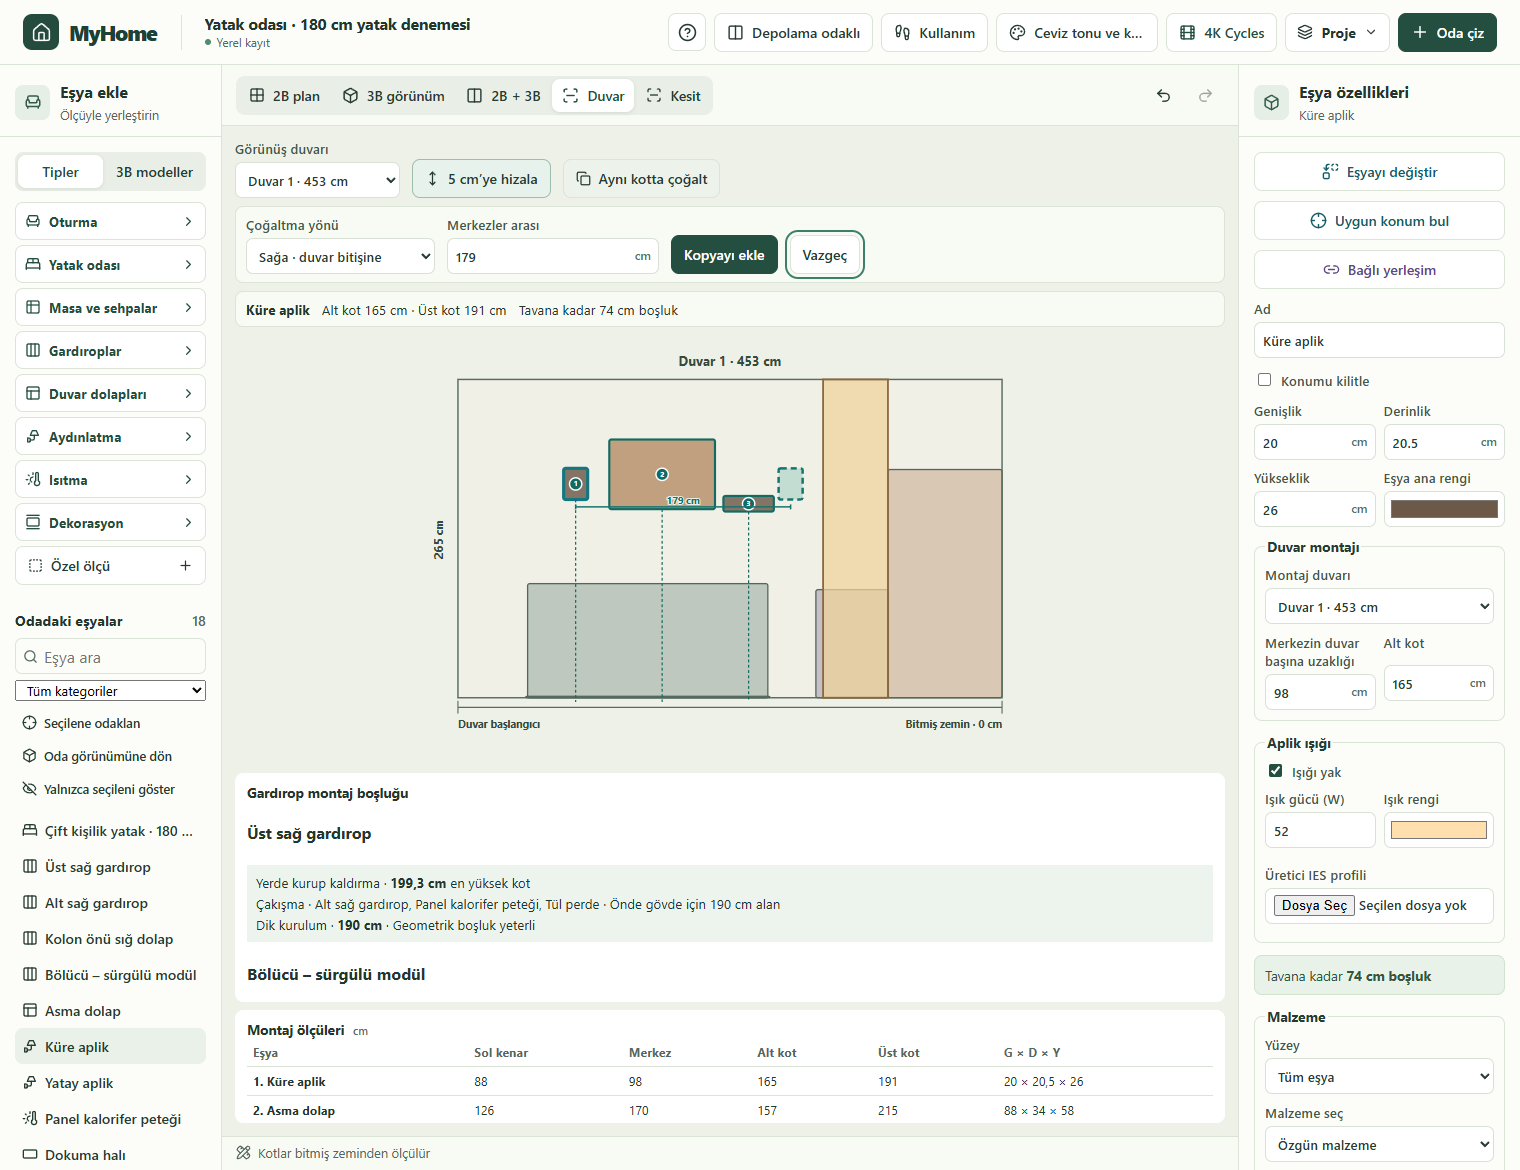 MyHome
Yatak odası · 180 cm yatak denemesi
Yerel kayıt
Depolama odaklı
Kullanım
Ceviz tonu ve k...
4K Cycles
Proje
Oda çiz
Eşya ekle
Ölçüyle yerleştirin
Tipler
3B modeller
Oturma
Yatak odası
Masa ve sehpalar
Gardıroplar
Duvar dolapları
Aydınlatma
Isıtma
Dekorasyon
Özel ölçü
Odadaki eşyalar 18
Eşya ara
Tüm kategoriler
Seçilene odaklan
Oda görünümüne dön
Yalnızca seçileni göster
Çift kişilik yatak · 180 ...
Üst sağ gardırop
Alt sağ gardırop
Kolon önü sığ dolap
Bölücü – sürgülü modül
Asma dolap
Küre aplik
Yatay aplik
Panel kalorifer peteği
Dokuma halı
2B plan
3B görünüm
2B + 3B
Duvar
Kesit
Görünüş duvarı
Duvar 1 · 453 cm
5 cm’ye hizala
Aynı kotta çoğalt
Çoğaltma yönü
Merkezler arası
Sağa · duvar bitişine
179 cm
Kopyayı ekle
Vazgeç
Küre aplik Alt kot 165 cm · Üst kot 191 cm Tavana kadar 74 cm boşluk
Duvar 1 · 453 cm
1
2
3
179 cm
265 cm
Duvar başlangıcı
Bitmiş zemin · 0 cm
Gardırop montaj boşluğu
Üst sağ gardırop
Yerde kurup kaldırma · 199,3 cm en yüksek kot
Çakışma · Alt sağ gardırop, Panel kalorifer peteği, Tül perde · Önde gövde için 190 cm alan
Dik kurulum · 190 cm · Geometrik boşluk yeterli
Bölücü – sürgülü modül
Montaj ölçüleri cm
Eşya Sol kenar Merkez Alt kot Üst kot G × D × Y
1. Küre aplik 88 98 165 191 20 × 20,5 × 26
2. Asma dolap 126 170 157 215 88 × 34 × 58
Kotlar bitmiş zeminden ölçülür
Eşya özellikleri
Küre aplik
Eşyayı değiştir
Uygun konum bul
Bağlı yerleşim
Ad
Küre aplik
Konumu kilitle
Genişlik
Derinlik
20 cm
20.5 cm
Yükseklik
Eşya ana rengi
26 cm
Duvar montajı
Montaj duvarı
Duvar 1 · 453 cm
Merkezin duvar başına uzaklığı
Alt kot
98 cm
165 cm
Aplik ışığı
Işığı yak
Işık gücü (W)
Işık rengi
52
Üretici IES profili
Dosya Seç Seçilen dosya yok
Tavana kadar 74 cm boşluk
Malzeme
Yüzey
Tüm eşya
Malzeme seç
Özgün malzeme